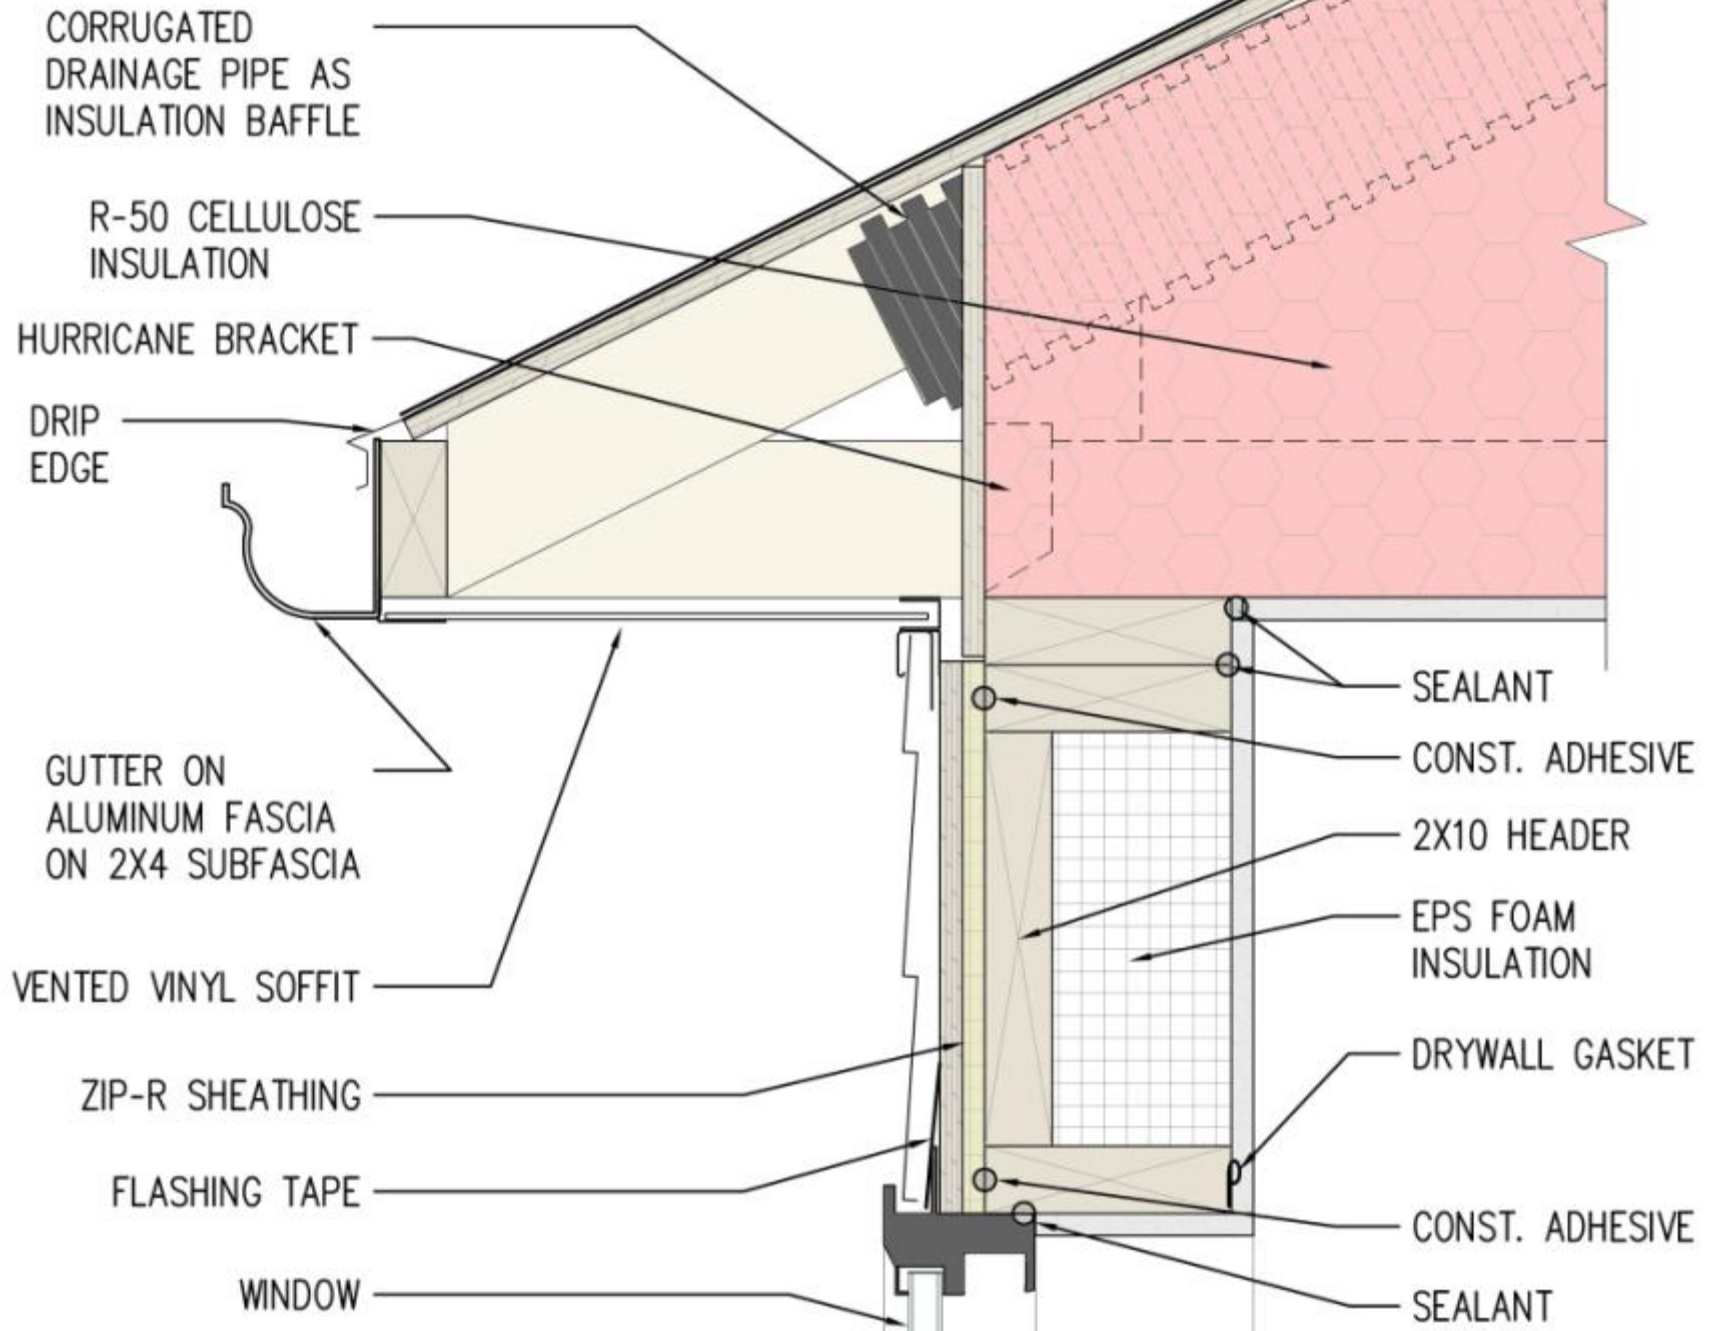 CORRUGATED
DRAINAGE PIPE AS
INSULATION BAFFLE
R-50 CELLULOSE
INSULATION
HURRICANE BRACKET
DRIP
EDGE
GUTTER ON
ALUMINUM FASCIA
ON 2X4 SUBFASCIA
VENTED VINYL SOFFIT
ZIP-R SHEATHING
FLASHING TAPE
WINDOW
SEALANT
CONST. ADHESIVE
2X10 HEADER
EPS FOAM
INSULATION
DRYWALL GASKET
CONST. ADHESIVE
SEALANT